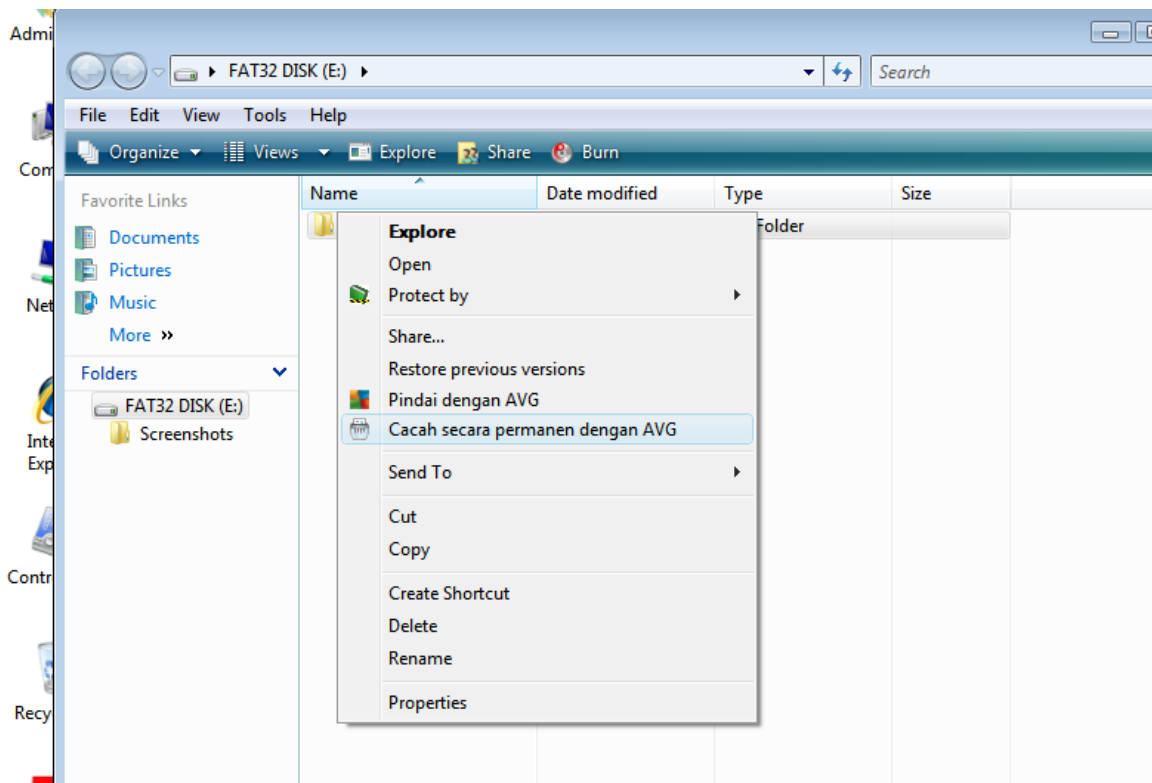 Admi
FAT32 DISK (E:)
Search
File Edit View Tools Help
Organize Views Explore Share Burn
Com
Favorite Links
Name Date modified Type Size
Documents
Pictures
Music
More »
Net
Folders
FAT32 DISK (E:)
Screenshots
Inte
Exp
Contr
Recy
Folder
Explore
Open
Protect by
Share...
Restore previous versions
Pindai dengan AVG
Cacah secara permanen dengan AVG
Send To
Cut
Copy
Create Shortcut
Delete
Rename
Properties